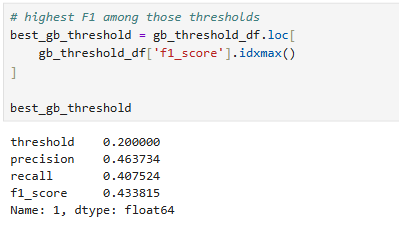 # highest F1 among those thresholds
best_gb_threshold = gb_threshold_df.loc[
    gb_threshold_df['f1_score'].idxmax()
]
best_gb_threshold
threshold    0.200000
precision    0.463734
recall       0.407524
f1_score     0.433815
Name: 1, dtype: float64